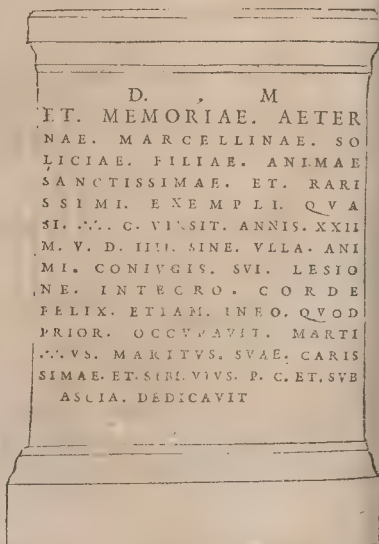 D. , M
ET. MEMORIAE. AETER
NAE. MARCELLINAE. SO
LICIAE. FILIAE. ANIMAE
SANCTISSIMAE. ET. RARI
SSIMI. EXEMPLI. QVA
SI. ∴. C. VIXSIT. ANNIS. XXII
M. V. D. IIII. SINE. VLLA. ANI
MI. CONIVGIS. SVI. LESIO
NE. INTEGRO. CORDE
FELIX. ETIAM. INEO. QVOD
PRIOR. OCCVPAVIT. MARTI
∴. VS. MARITVS. SVAE. CARIS
SIMAE. ET. SIBI. VIVS. P. C. ET. SVB
ASCIA. DEDICAVIT